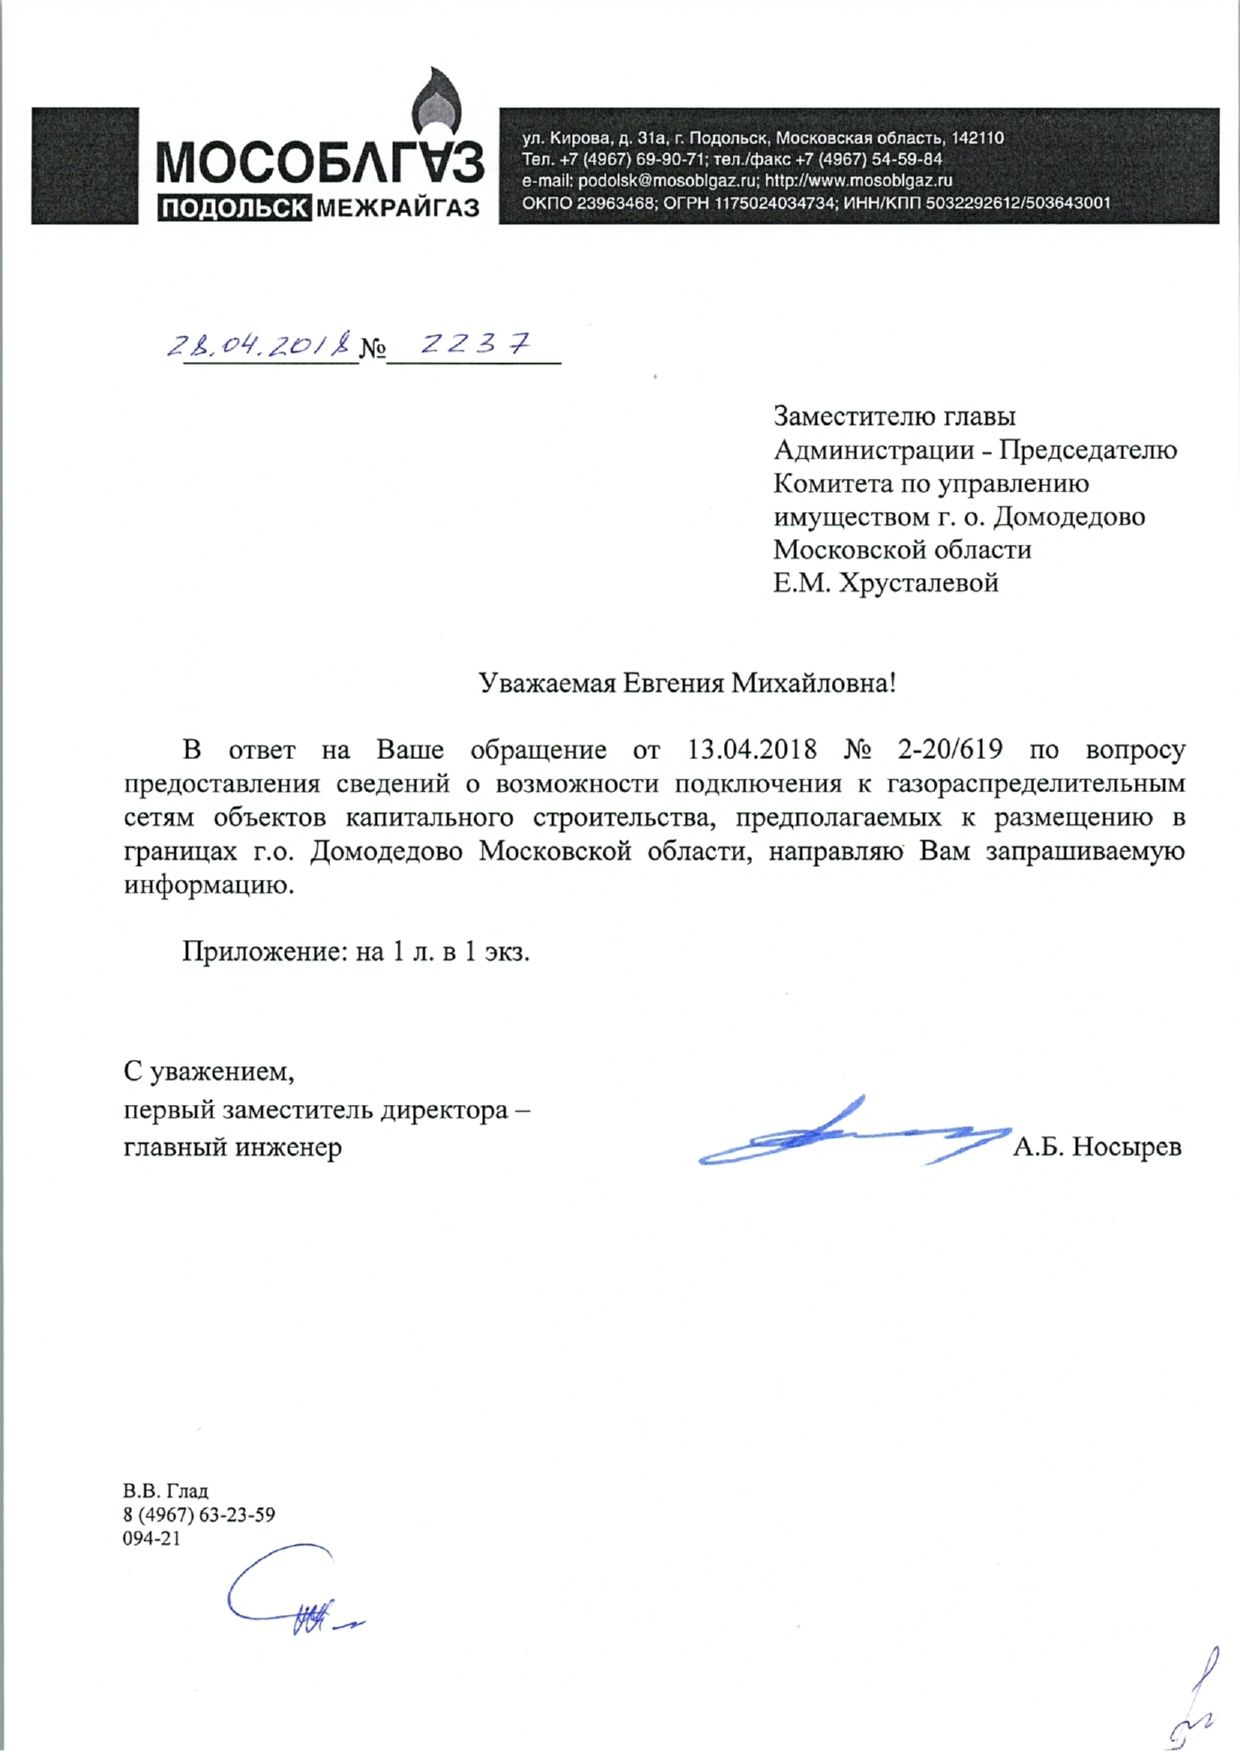 МОСОБЛГАЗ
ПОДОЛЬСК МЕЖРАЙГАЗ
ул. Кирова, д. 31а, г. Подольск, Московская область, 142110
Тел. +7 (4967) 69-90-71; тел./факс +7 (4967) 54-59-84
e-mail: podolsk@mosoblgaz.ru; http://www.mosoblgaz.ru
ОКПО 23963468; ОГРН 1175024034734; ИНН/КПП 5032292612/503643001
28.04.2018 № 2237
Заместителю главы
Администрации - Председателю
Комитета по управлению
имуществом г. о. Домодедово
Московской области
Е.М. Хрусталевой
Уважаемая Евгения Михайловна!
В ответ на Ваше обращение от 13.04.2018 № 2-20/619 по вопросу
предоставления сведений о возможности подключения к газораспределительным
сетям объектов капитального строительства, предполагаемых к размещению в
границах г.о. Домодедово Московской области, направляю Вам запрашиваемую
информацию.
Приложение: на 1 л. в 1 экз.
С уважением,
первый заместитель директора –
главный инженер
А.Б. Носырев
В.В. Глад
8 (4967) 63-23-59
094-21